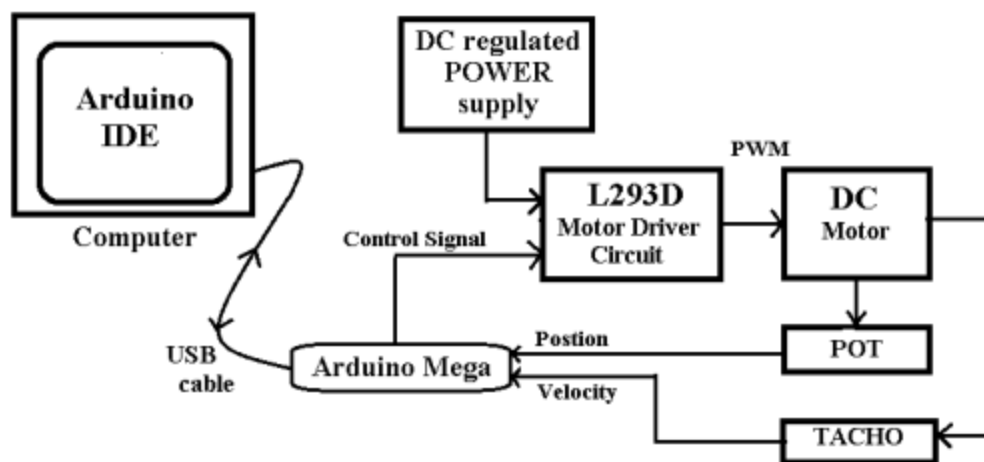 Arduino
IDE
Computer
DC regulated
POWER
supply
PWM
L293D
Motor Driver
Circuit
DC
Motor
Control Signal
USB
cable
Arduino Mega
Postion
Velocity
POT
TACHO